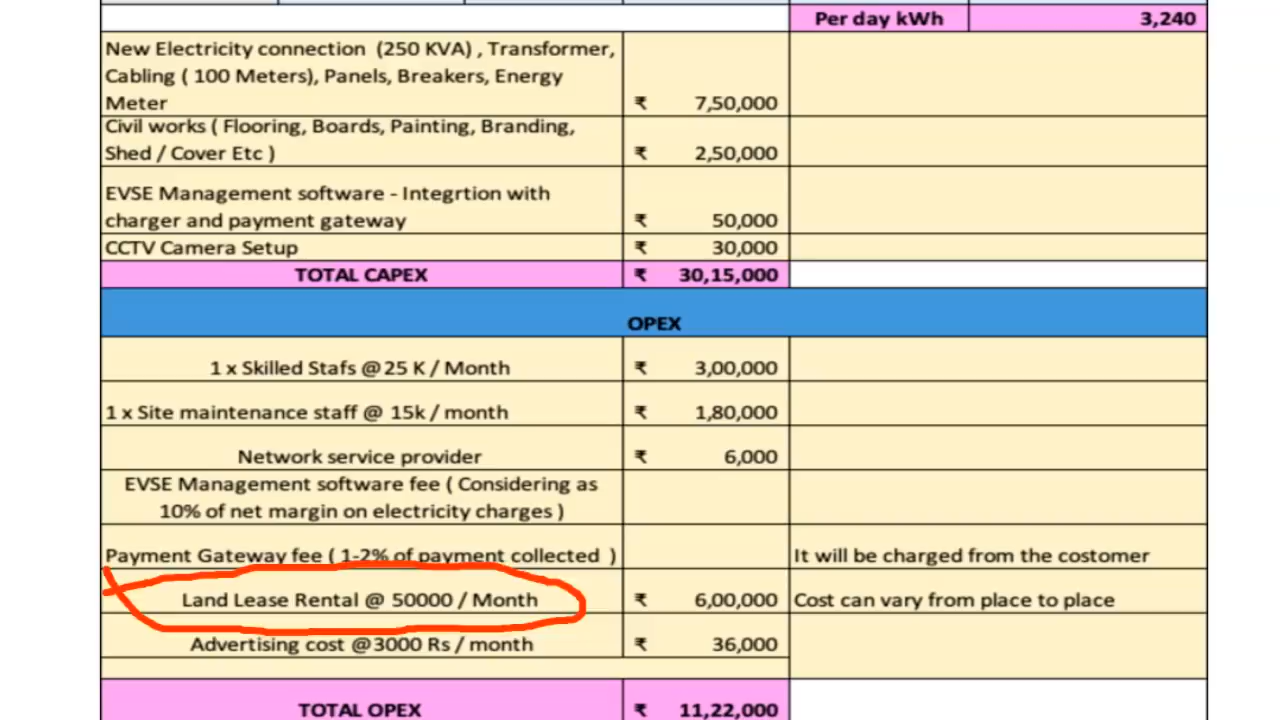 Per day kWh 3,240
New Electricity connection (250 KVA) , Transformer,
Cabling ( 100 Meters), Panels, Breakers, Energy
Meter ₹ 7,50,000
Civil works ( Flooring, Boards, Painting, Branding,
Shed / Cover Etc ) ₹ 2,50,000
EVSE Management software - Integrtion with
charger and payment gateway ₹ 50,000
CCTV Camera Setup ₹ 30,000
TOTAL CAPEX ₹ 30,15,000
OPEX
1 x Skilled Stafs @ 25 K / Month ₹ 3,00,000
1 x Site maintenance staff @ 15k / month ₹ 1,80,000
Network service provider ₹ 6,000
EVSE Management software fee ( Considering as
10% of net margin on electricity charges )
Payment Gateway fee ( 1-2% of payment collected ) It will be charged from the costomer
Land Lease Rental @ 50000 / Month ₹ 6,00,000 Cost can vary from place to place
Advertising cost @3000 Rs / month ₹ 36,000
TOTAL OPEX ₹ 11,22,000